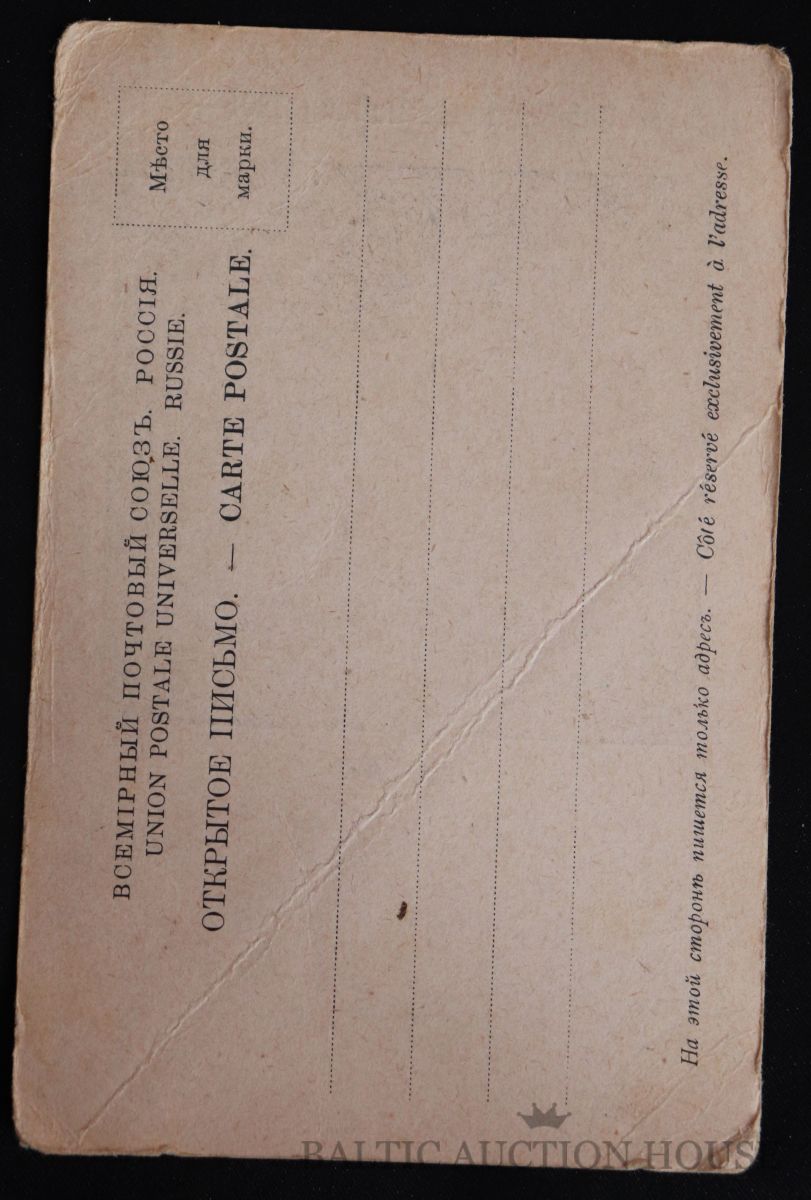 ВСЕМІРНЫЙ ПОЧТОВЫЙ СОЮЗЪ. РОССІЯ.
UNION POSTALE UNIVERSELLE. RUSSIE.
ОТКРЫТОЕ ПИСЬМО. — CARTE POSTALE.
Мѣсто
для
марки.
На этой сторонѣ пишется только адресъ. — Côté réservé exclusivement à l'adresse.
BALTIC AUCTION HOUSE